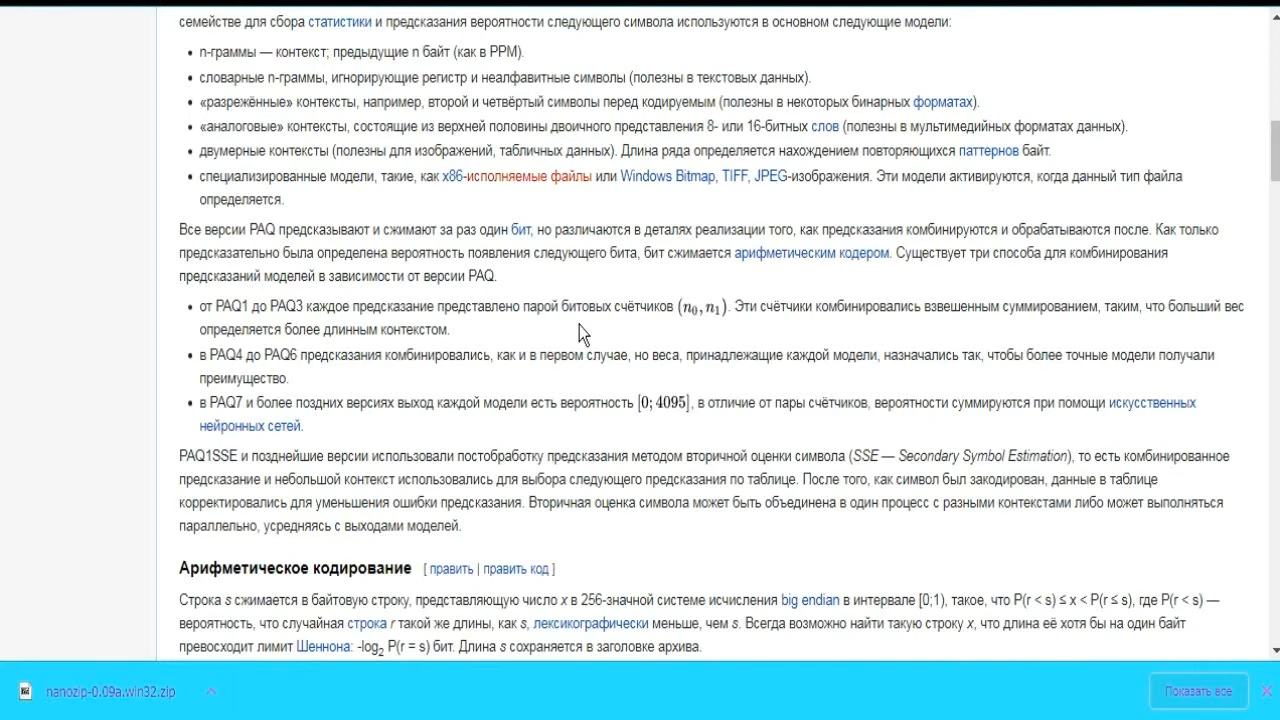 семействе для сбора статистики и предсказания вероятности следующего символа используются в основном следующие модели:
n-граммы — контекст; предыдущие n байт (как в PPM).
словарные n-граммы, игнорирующие регистр и неалфавитные символы (полезны в текстовых данных).
«разрежённые» контексты, например, второй и четвёртый символы перед кодируемым (полезны в некоторых бинарных форматах).
«аналоговые» контексты, состоящие из верхней половины двоичного представления 8- или 16-битных слов (полезны в мультимедийных форматах данных).
двумерные контексты (полезны для изображений, табличных данных). Длина ряда определяется нахождением повторяющихся паттернов байт.
специализированные модели, такие, как x86-исполняемые файлы или Windows Bitmap, TIFF, JPEG-изображения. Эти модели активируются, когда данный тип файла
определяется.
Все версии PAQ предсказывают и сжимают за раз один бит, но различаются в деталях реализации того, как предсказания комбинируются и обрабатываются после. Как только
предсказательно была определена вероятность появления следующего бита, бит сжимается арифметическим кодером. Существует три способа для комбинирования
предсказаний моделей в зависимости от версии PAQ.
от PAQ1 до PAQ3 каждое предсказание представлено парой битовых счётчиков (n₀, n₁). Эти счётчики комбинировались взвешенным суммированием, таким, что больший вес
определяется более длинным контекстом.
в PAQ4 до PAQ6 предсказания комбинировались, как и в первом случае, но веса, принадлежащие каждой модели, назначались так, чтобы более точные модели получали
преимущество.
в PAQ7 и более поздних версиях выход каждой модели есть вероятность [0; 4095], в отличие от пары счётчиков, вероятности суммируются при помощи искусственных
нейронных сетей.
PAQ1SSE и позднейшие версии использовали постобработку предсказания методом вторичной оценки символа (SSE — Secondary Symbol Estimation), то есть комбинированное
предсказание и небольшой контекст использовались для выбора следующего предсказания по таблице. После того, как символ был закодирован, данные в таблице
корректировались для уменьшения ошибки предсказания. Вторичная оценка символа может быть объединена в один процесс с разными контекстами либо может выполняться
параллельно, усредняясь с выходами моделей.
Арифметическое кодирование [ править | править код ]
Строка s сжимается в байтовую строку, представляющую число x в 256-значной системе исчисления big endian в интервале [0;1), такое, что P(r < s) ≤ x < P(r ≤ s), где P(r < s) —
вероятность, что случайная строка r такой же длины, как s, лексикографически меньше, чем s. Всегда возможно найти такую строку x, что длина её хотя бы на один байт
превосходит лимит Шеннона: -log₂ P(r = s) бит. Длина s сохраняется в заголовке архива.
nanozip-0.09a.win32.zip
Показать все